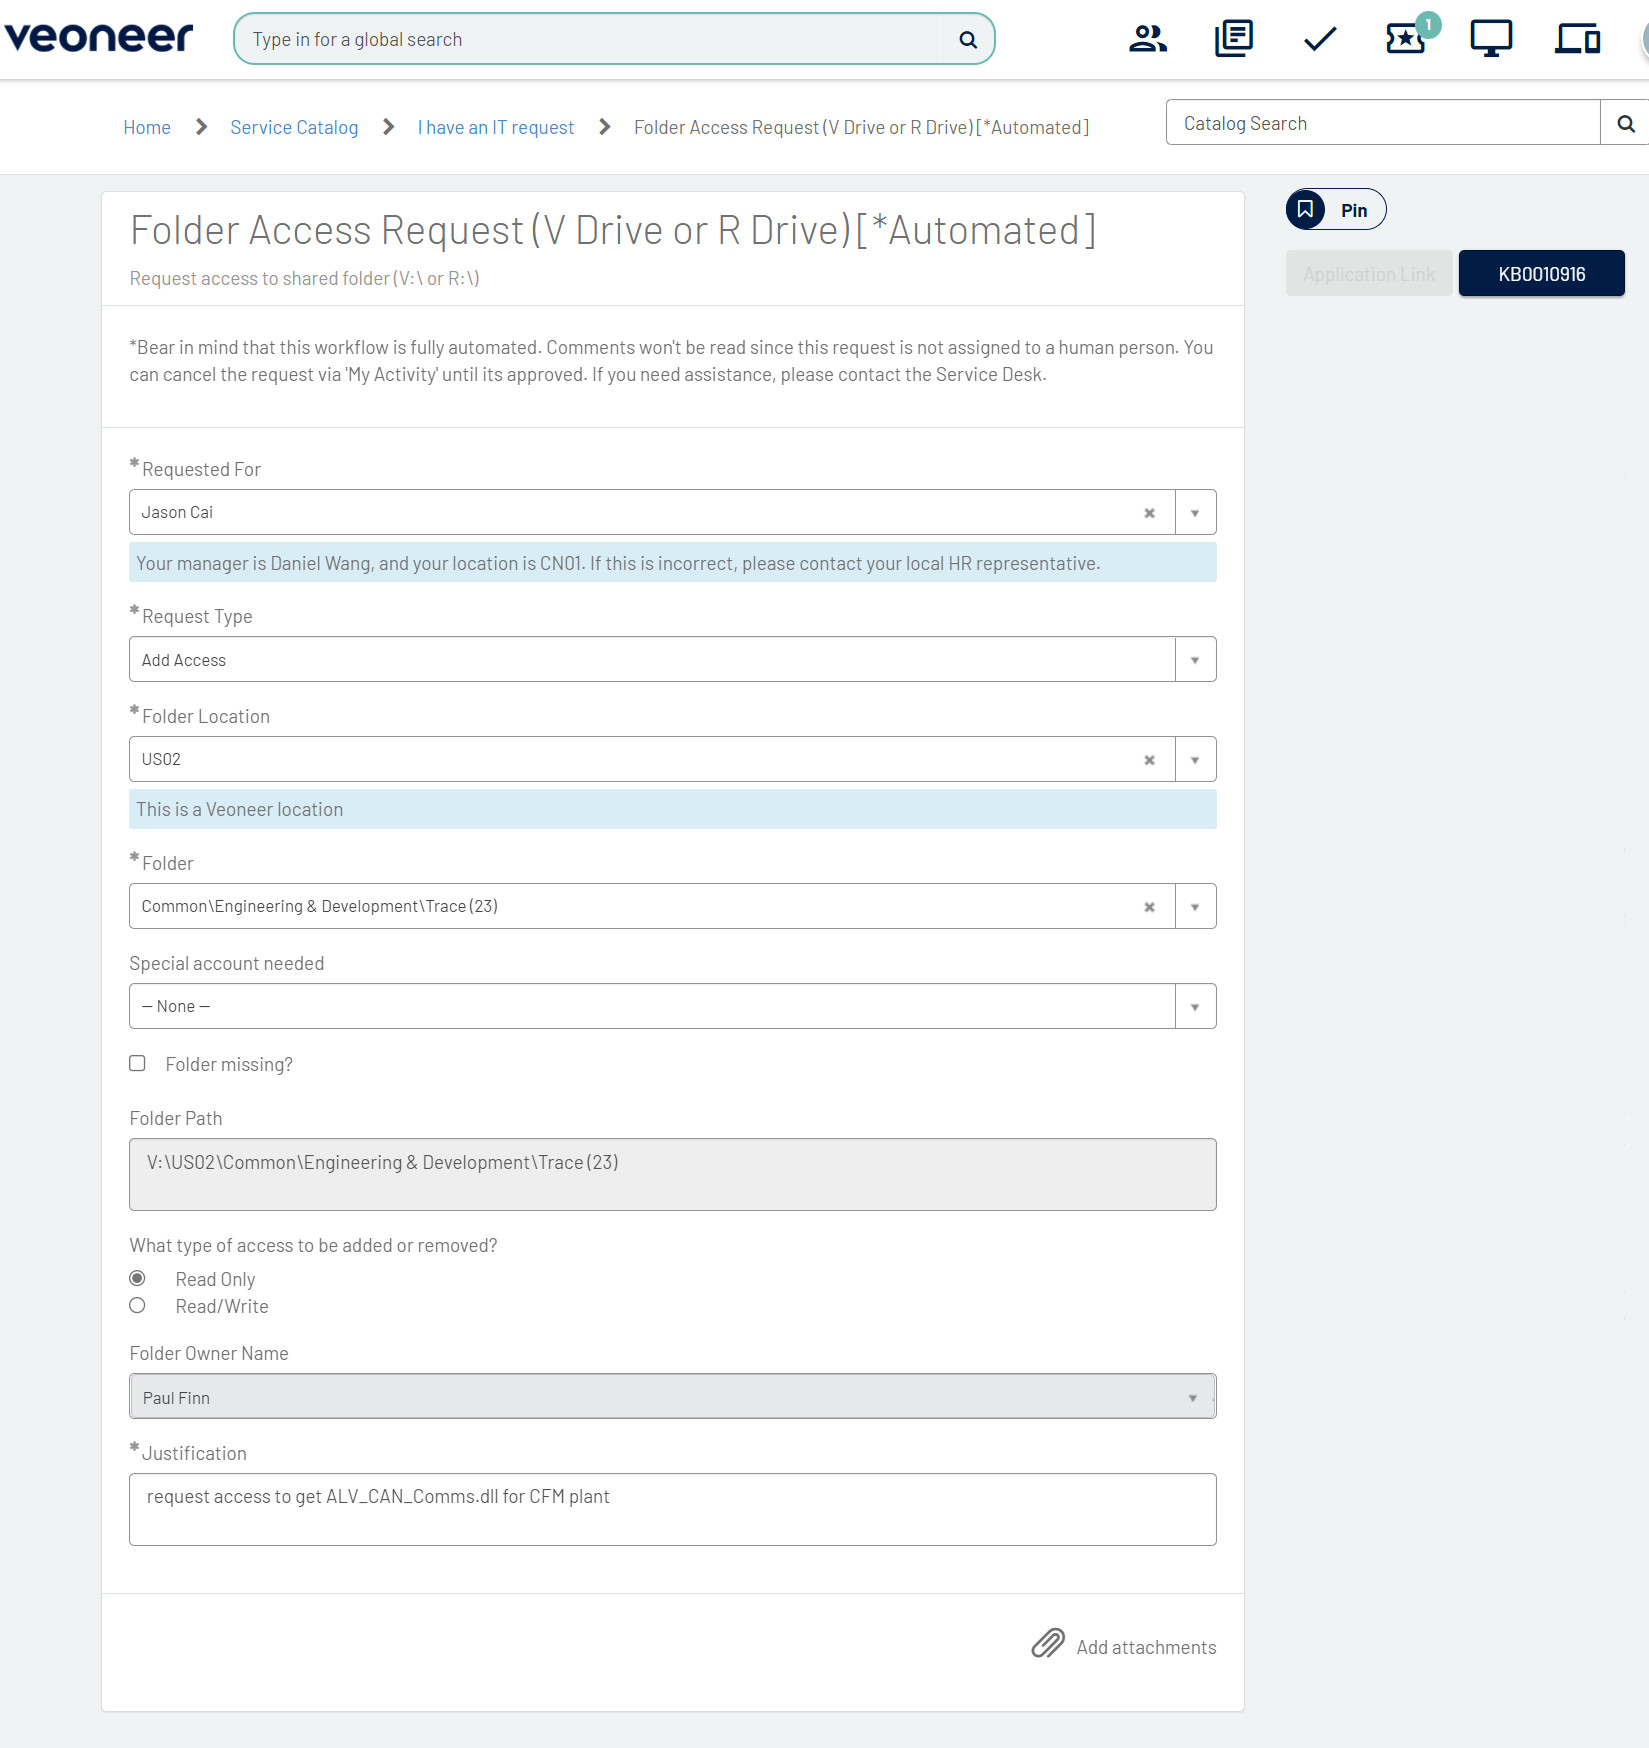 veoneer
Type in for a global search
1
Home
Service Catalog
I have an IT request
Folder Access Request (V Drive or R Drive) [*Automated]
Catalog Search
Folder Access Request (V Drive or R Drive) [*Automated]
Request access to shared folder (V:\ or R:\)
Pin
Application Link
KB0010916
*Bear in mind that this workflow is fully automated. Comments won't be read since this request is not assigned to a human person. You
can cancel the request via 'My Activity' until its approved. If you need assistance, please contact the Service Desk.
* Requested For
Jason Cai
Your manager is Daniel Wang, and your location is CN01. If this is incorrect, please contact your local HR representative.
* Request Type
Add Access
* Folder Location
US02
This is a Veoneer location
* Folder
Common\Engineering & Development\Trace (23)
Special account needed
— None —
Folder missing?
Folder Path
V:\US02\Common\Engineering & Development\Trace (23)
What type of access to be added or removed?
Read Only
Read/Write
Folder Owner Name
Paul Finn
* Justification
request access to get ALV_CAN_Comms.dll for CFM plant
Add attachments